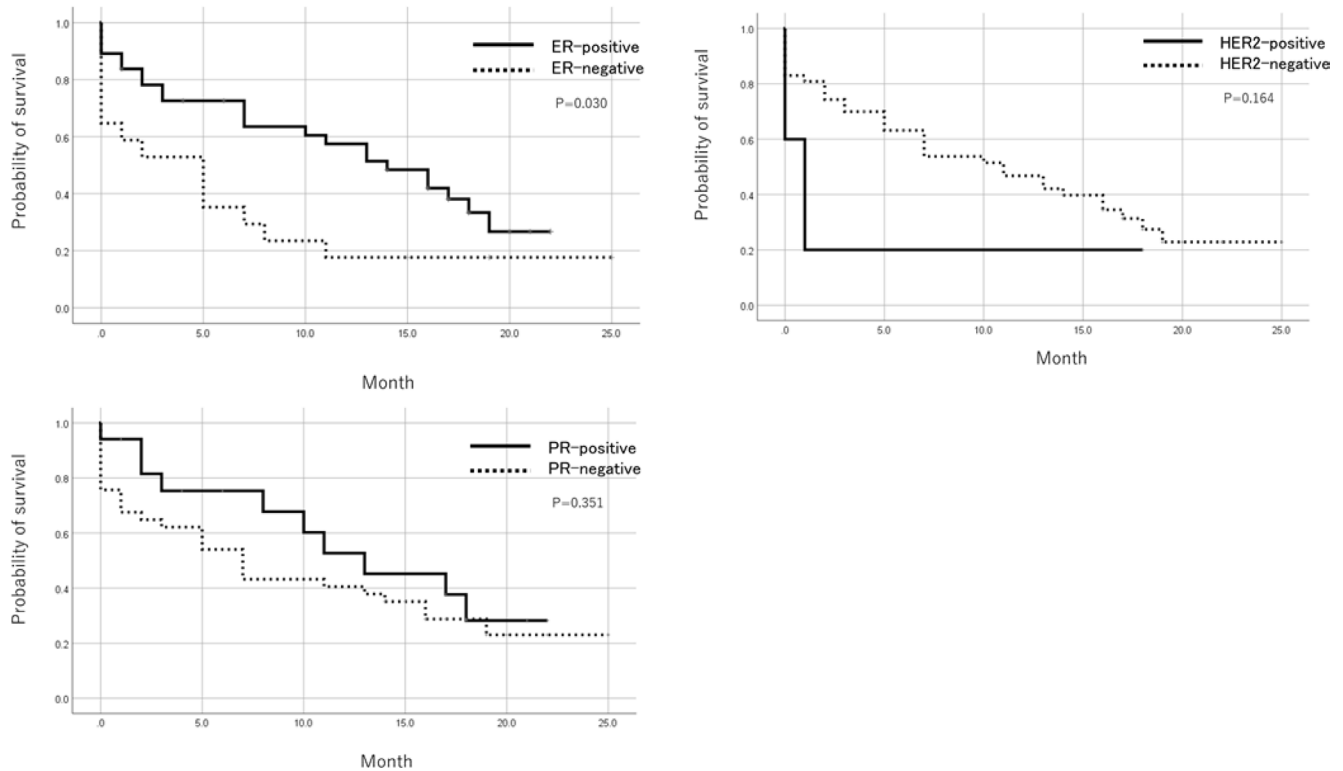 Probability of survival
1.0
0.8
0.6
0.4
0.2
0.0
ER-positive
ER-negative
P=0.030
.0 5.0 10.0 15.0 20.0 25.0
Month
Probability of survival
1.0
0.8
0.6
0.4
0.2
0.0
HER2-positive
HER2-negative
P=0.164
.0 5.0 10.0 15.0 20.0 25.0
Month
Probability of survival
1.0
0.8
0.6
0.4
0.2
0.0
PR-positive
PR-negative
P=0.351
.0 5.0 10.0 15.0 20.0 25.0
Month